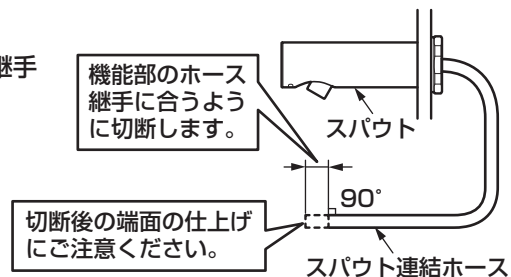 継手
機能部のホース
継手に合うよう
に切断します。
スパウト
90°
切断後の端面の仕上げ
にご注意ください。
スパウト連結ホース